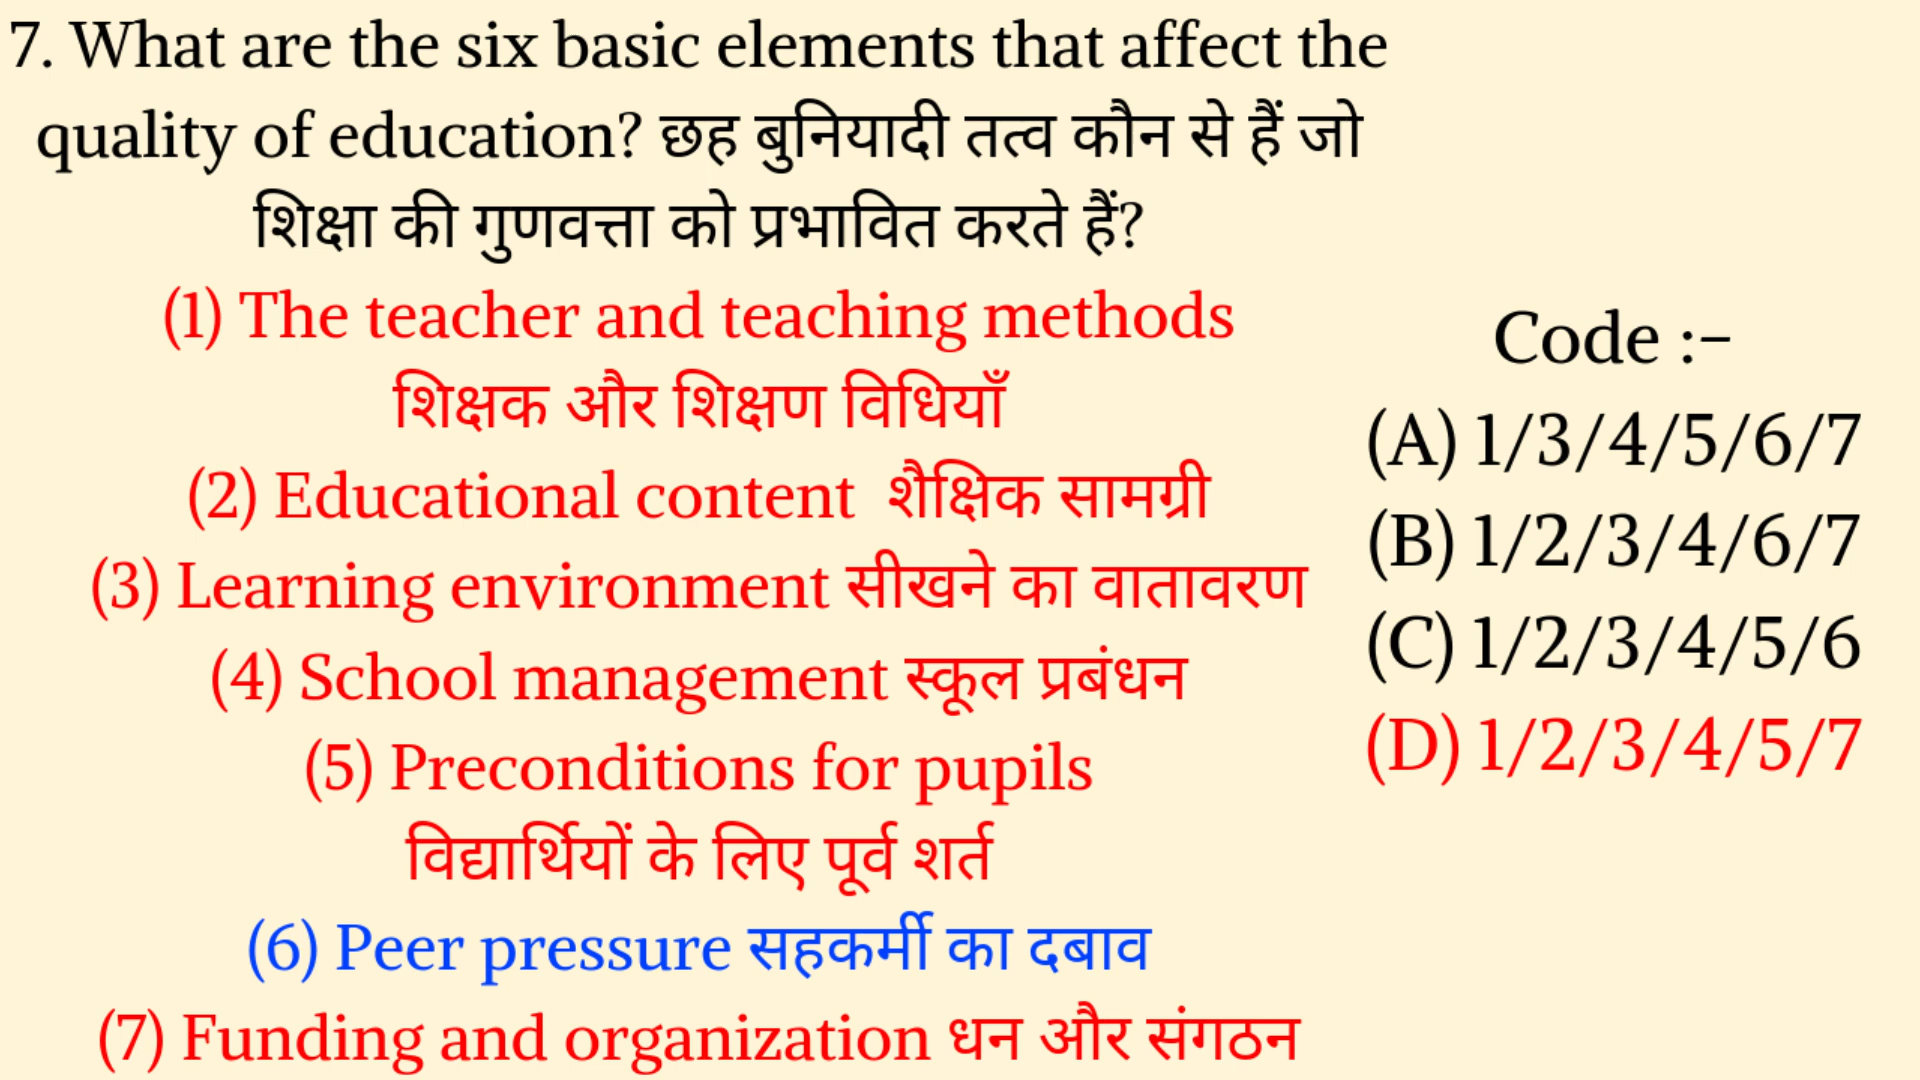 7. What are the six basic elements that affect the
quality of education? छह बुनियादी तत्व कौन से हैं जो
शिक्षा की गुणवत्ता को प्रभावित करते हैं?
(1) The teacher and teaching methods
शिक्षक और शिक्षण विधियाँ
(2) Educational content शैक्षिक सामग्री
(3) Learning environment सीखने का वातावरण
(4) School management स्कूल प्रबंधन
(5) Preconditions for pupils
विद्यार्थियों के लिए पूर्व शर्त
(6) Peer pressure सहकर्मी का दबाव
(7) Funding and organization धन और संगठन
Code :-
(A) 1/3/4/5/6/7
(B) 1/2/3/4/6/7
(C) 1/2/3/4/5/6
(D) 1/2/3/4/5/7